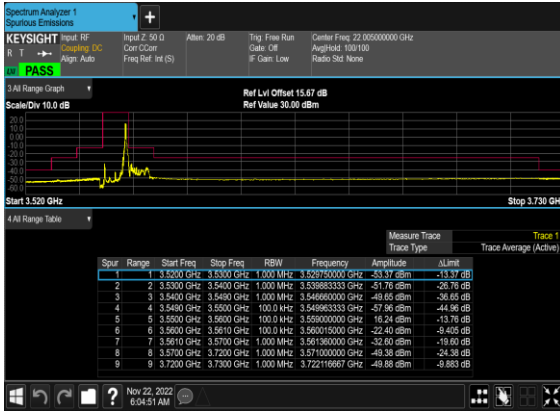 Spectrum Analyzer 1
Spurious Emissions
KEYSIGHT Input: RF Input Z: 50 Ω Atten: 20 dB Trig: Free Run Center Freq: 22.005000000 GHz
R T Coupling: DC Corr CCorr Gate: Off Avg|Hold: 100/100
Align: Auto Freq Ref: Int (S) IF Gain: Low Radio Std: None
PASS
3 All Range Graph
Ref Lvl Offset 15.67 dB
Scale/Div 10.0 dB Ref Value 30.00 dBm
20.0
10.0
0.00
-10.0
-20.0
-30.0
-40.0
-50.0
-60.0
Start 3.520 GHz Stop 3.730 GH
4 All Range Table
Measure Trace Trace 1
Trace Type Trace Average (Active)
Spur Range Start Freq Stop Freq RBW Frequency Amplitude ΔLimit
1 1 3.5200 GHz 3.5300 GHz 1.000 MHz 3.529750000 GHz -53.37 dBm -13.37 dB
2 2 3.5300 GHz 3.5400 GHz 1.000 MHz 3.539883333 GHz -51.76 dBm -26.76 dB
3 3 3.5400 GHz 3.5490 GHz 1.000 MHz 3.546660000 GHz -49.65 dBm -36.65 dB
4 4 3.5490 GHz 3.5500 GHz 100.0 kHz 3.549963333 GHz -57.96 dBm -44.96 dB
5 5 3.5500 GHz 3.5600 GHz 100.0 kHz 3.559000000 GHz 16.24 dBm -13.76 dB
6 6 3.5600 GHz 3.5610 GHz 100.0 kHz 3.560015000 GHz -22.40 dBm -9.405 dB
7 7 3.5610 GHz 3.5700 GHz 1.000 MHz 3.561360000 GHz -32.60 dBm -19.60 dB
8 8 3.5700 GHz 3.7200 GHz 1.000 MHz 3.571000000 GHz -49.38 dBm -24.38 dB
9 9 3.7200 GHz 3.7300 GHz 1.000 MHz 3.722116667 GHz -49.88 dBm -9.883 dB
Nov 22, 2022
6:04:51 AM